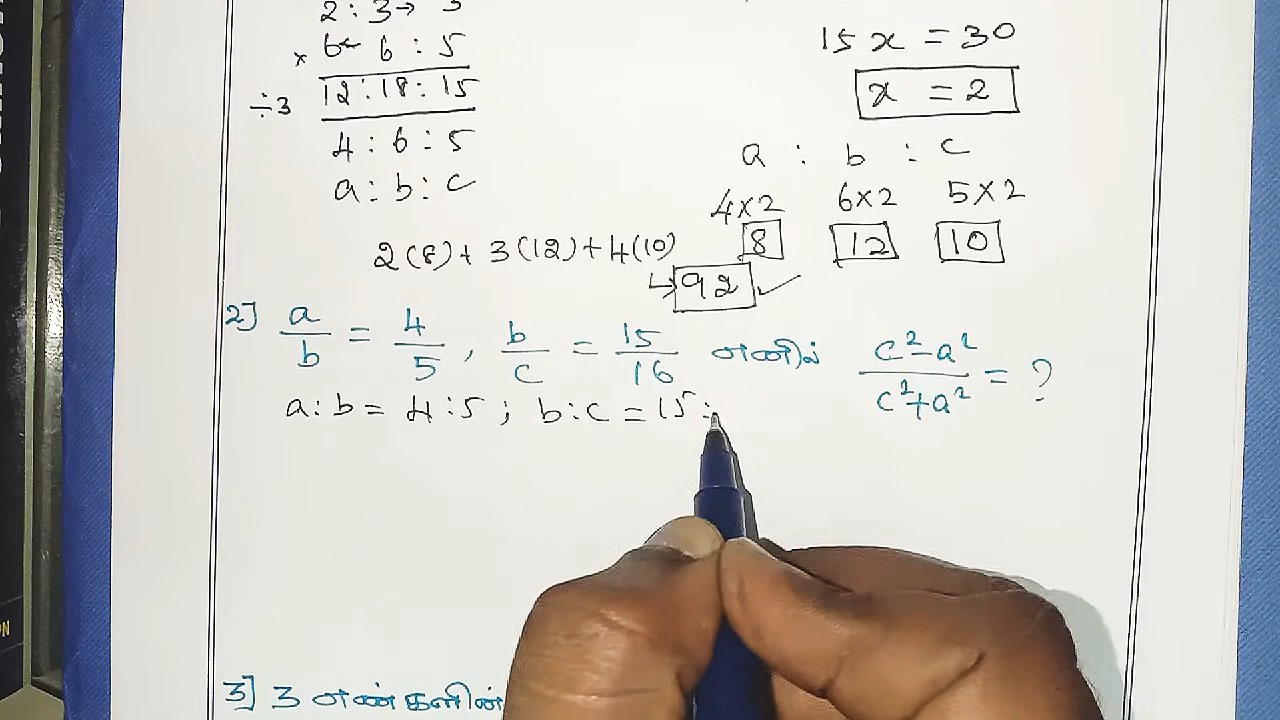 2 : 3 → 3
× 6 ← 6 : 5
÷3 12 : 18 : 15
4 : 6 : 5
a : b : c
15x = 30
x = 2
a : b : c
4×2 6×2 5×2
8 12 10
2(8) + 3(12) + 4(10)
↳ 92 ✓
2] a/b = 4/5 , b/c = 15/16 எனில் c²-a²/c²+a² = ?
a:b = 4:5 ; b:c = 15:
3] 3 எண்களின்